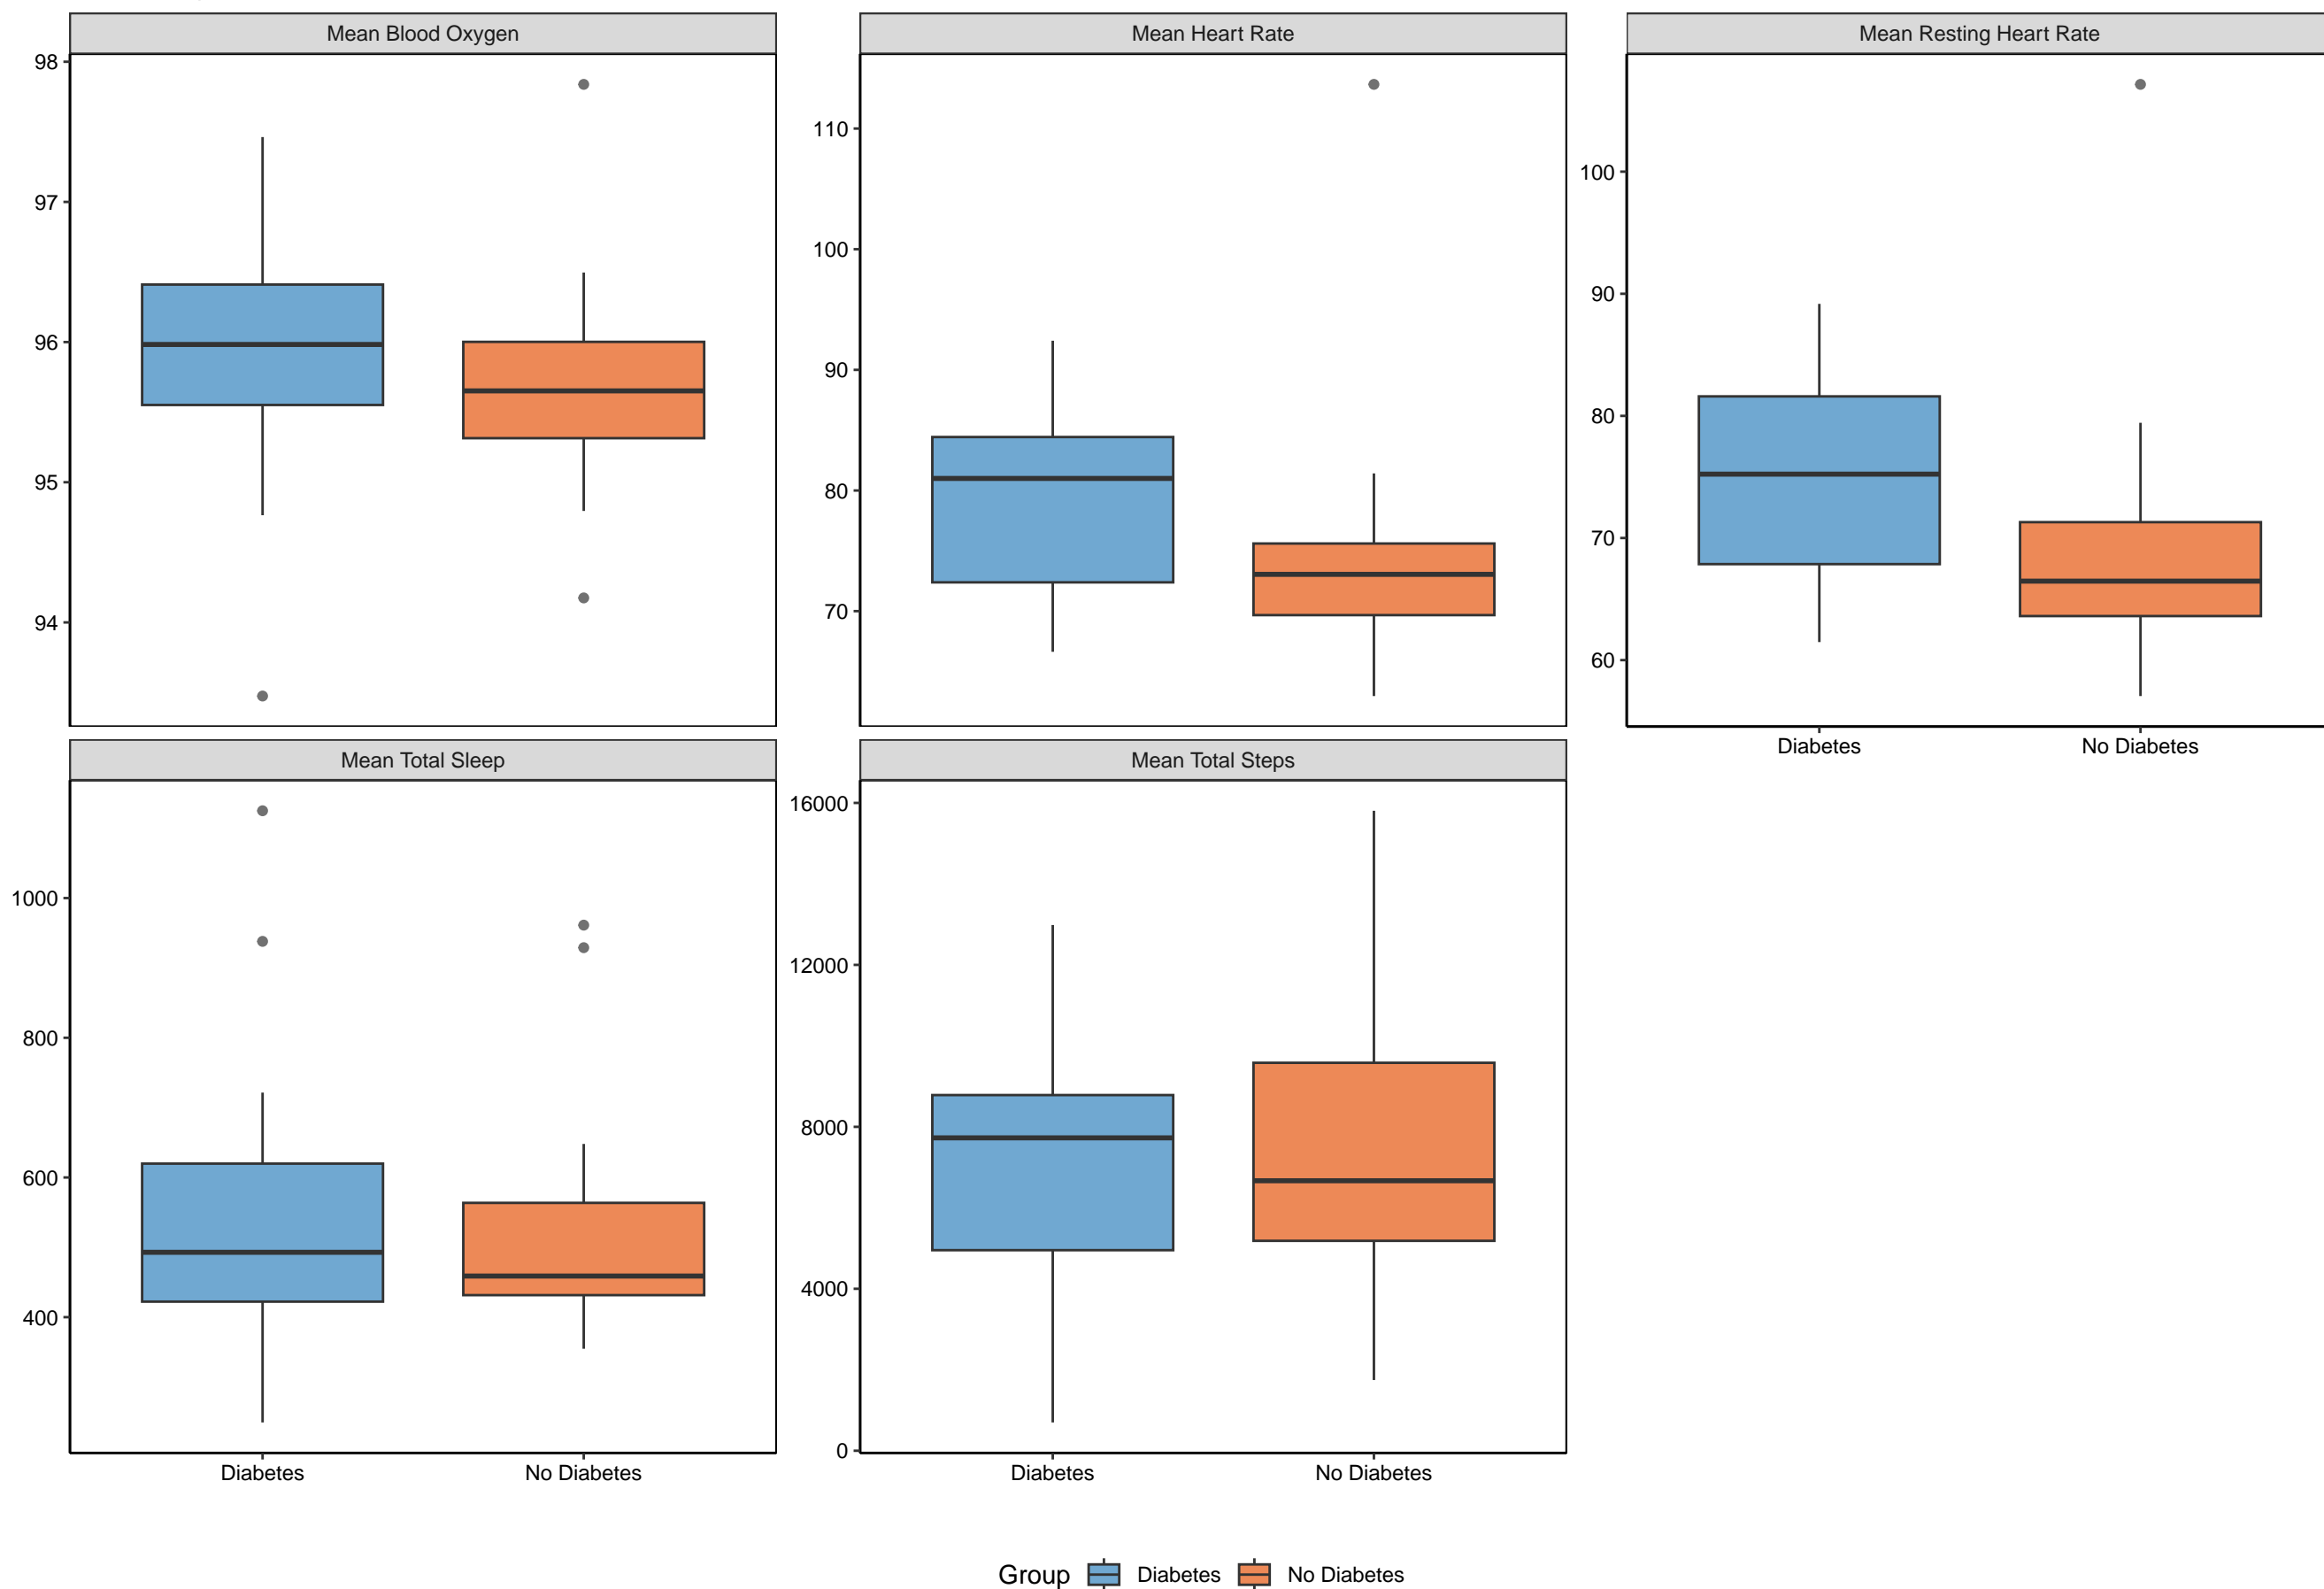 Mean Blood Oxygen
98
97
96
95
94
Mean Heart Rate
110
100
90
80
70
Mean Resting Heart Rate
100
90
80
70
60
Diabetes
No Diabetes
Mean Total Sleep
1000
800
600
400
Diabetes
No Diabetes
Mean Total Steps
16000
12000
8000
4000
0
Diabetes
No Diabetes
Group Diabetes No Diabetes